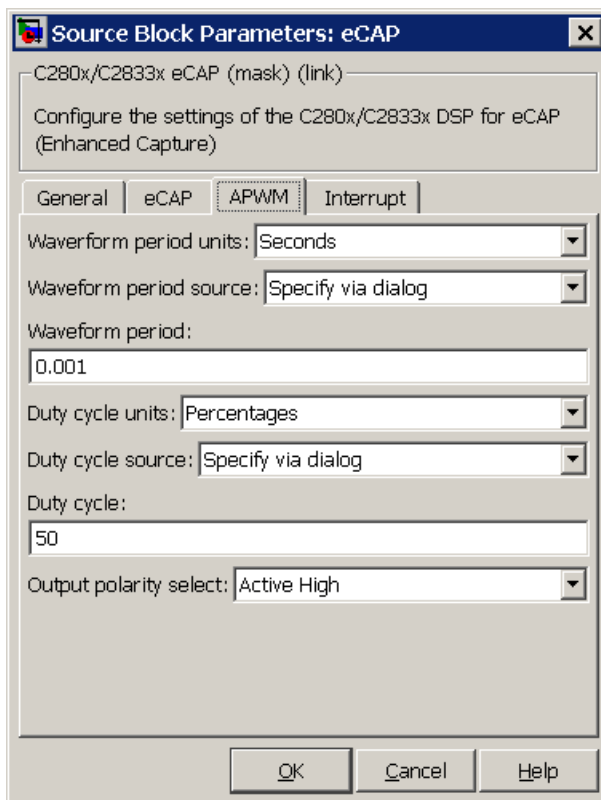 Source Block Parameters: eCAP
C280x/C2833x eCAP (mask) (link)
Configure the settings of the C280x/C2833x DSP for eCAP
(Enhanced Capture)
General eCAP APWM Interrupt
Waverform period units: Seconds
Waveform period source: Specify via dialog
Waveform period:
0.001
Duty cycle units: Percentages
Duty cycle source: Specify via dialog
Duty cycle:
50
Output polarity select: Active High
OK Cancel Help